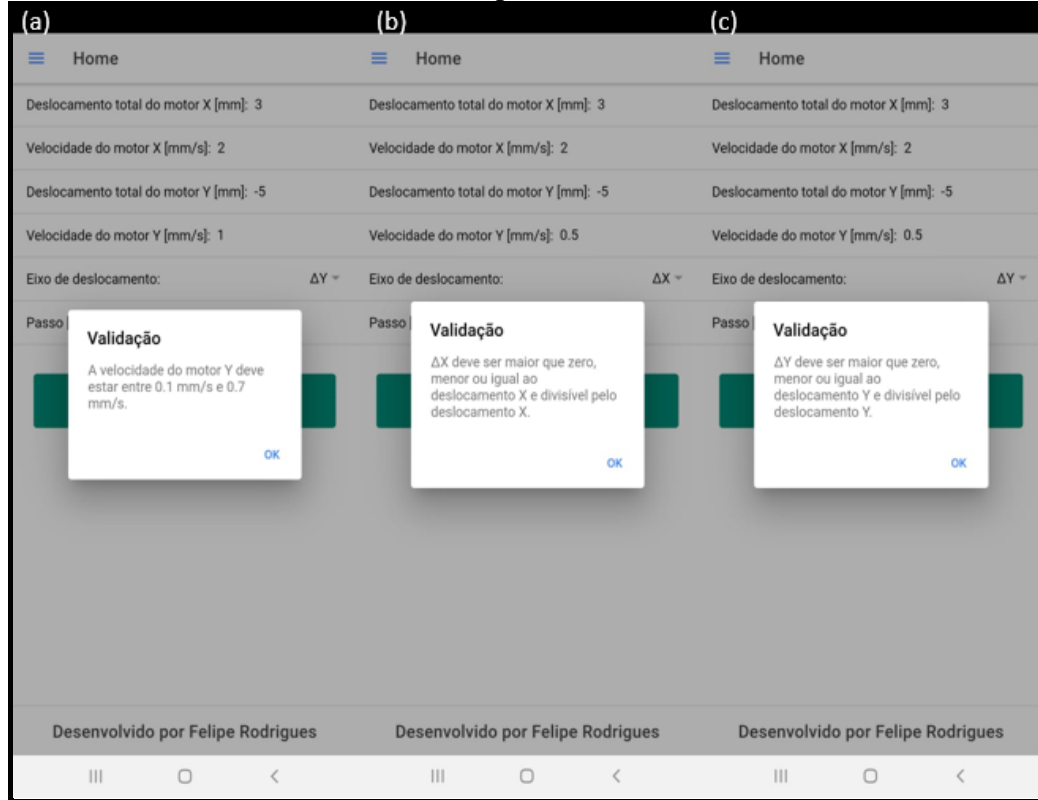 (a)
Home
Deslocamento total do motor X [mm]: 3
Velocidade do motor X [mm/s]: 2
Deslocamento total do motor Y [mm]: -5
Velocidade do motor Y [mm/s]: 1
Eixo de deslocamento: ΔY
Passo [
Validação
A velocidade do motor Y deve
estar entre 0.1 mm/s e 0.7
mm/s.
OK
Desenvolvido por Felipe Rodrigues
(b)
Home
Deslocamento total do motor X [mm]: 3
Velocidade do motor X [mm/s]: 2
Deslocamento total do motor Y [mm]: -5
Velocidade do motor Y [mm/s]: 0.5
Eixo de deslocamento: ΔX
Passo [
Validação
ΔX deve ser maior que zero,
menor ou igual ao
deslocamento X e divisível pelo
deslocamento X.
OK
Desenvolvido por Felipe Rodrigues
(c)
Home
Deslocamento total do motor X [mm]: 3
Velocidade do motor X [mm/s]: 2
Deslocamento total do motor Y [mm]: -5
Velocidade do motor Y [mm/s]: 0.5
Eixo de deslocamento: ΔY
Passo [
Validação
ΔY deve ser maior que zero,
menor ou igual ao
deslocamento Y e divisível pelo
deslocamento Y.
OK
Desenvolvido por Felipe Rodrigues